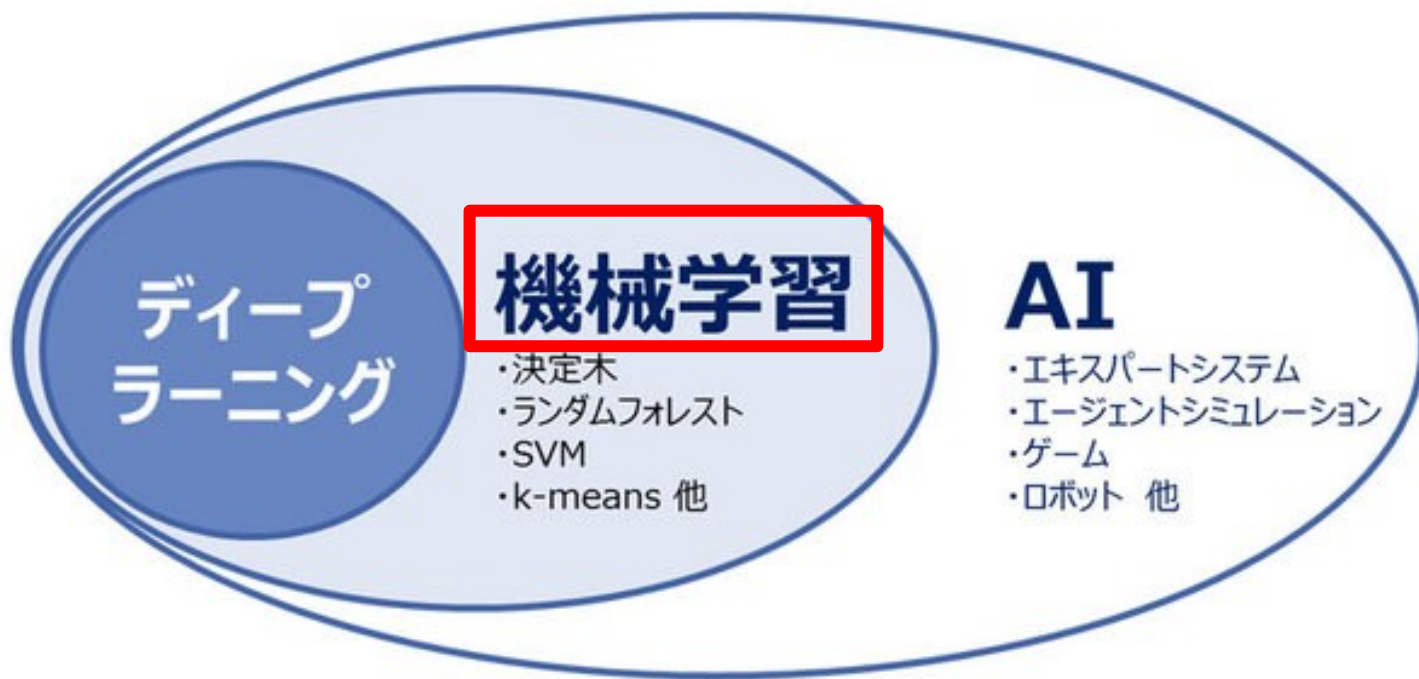 ディープ
ラーニング
機械学習
・決定木
・ランダムフォレスト
・SVM
・k-means 他
AI
・エキスパートシステム
・エージェントシミュレーション
・ゲーム
・ロボット 他